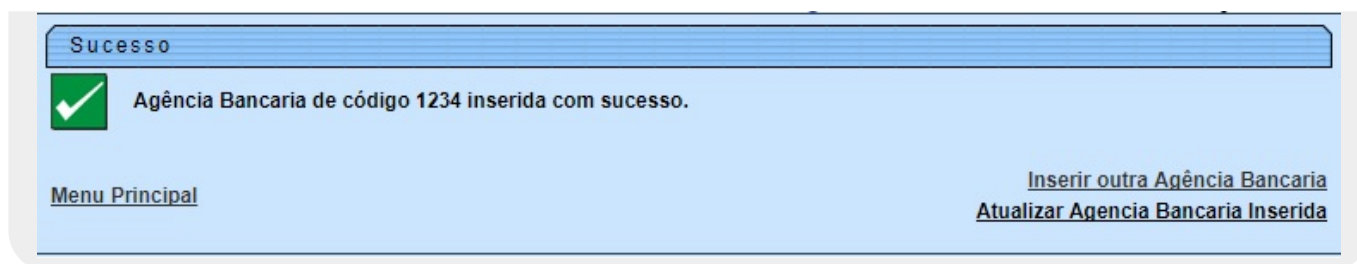 Sucesso
Agência Bancaria de código 1234 inserida com sucesso.
Menu Principal
Inserir outra Agência Bancaria
Atualizar Agencia Bancaria Inserida